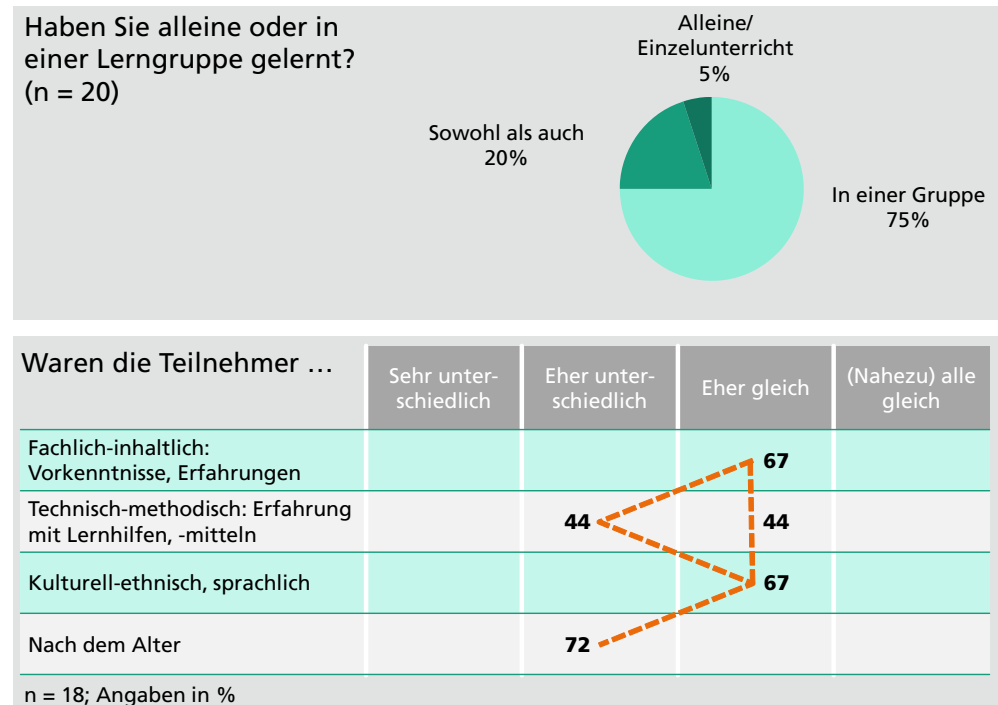 Haben Sie alleine oder in
einer Lerngruppe gelernt?
(n = 20)
Alleine/
Einzelunterricht
5%
Sowohl als auch
20%
In einer Gruppe
75%
Waren die Teilnehmer …
Sehr unter-
schiedlich
Eher unter-
schiedlich
Eher gleich
(Nahezu) alle
gleich
Fachlich-inhaltlich:
Vorkenntnisse, Erfahrungen
67
Technisch-methodisch: Erfahrung
mit Lernhilfen, -mitteln
44
44
Kulturell-ethnisch, sprachlich
67
Nach dem Alter
72
n = 18; Angaben in %